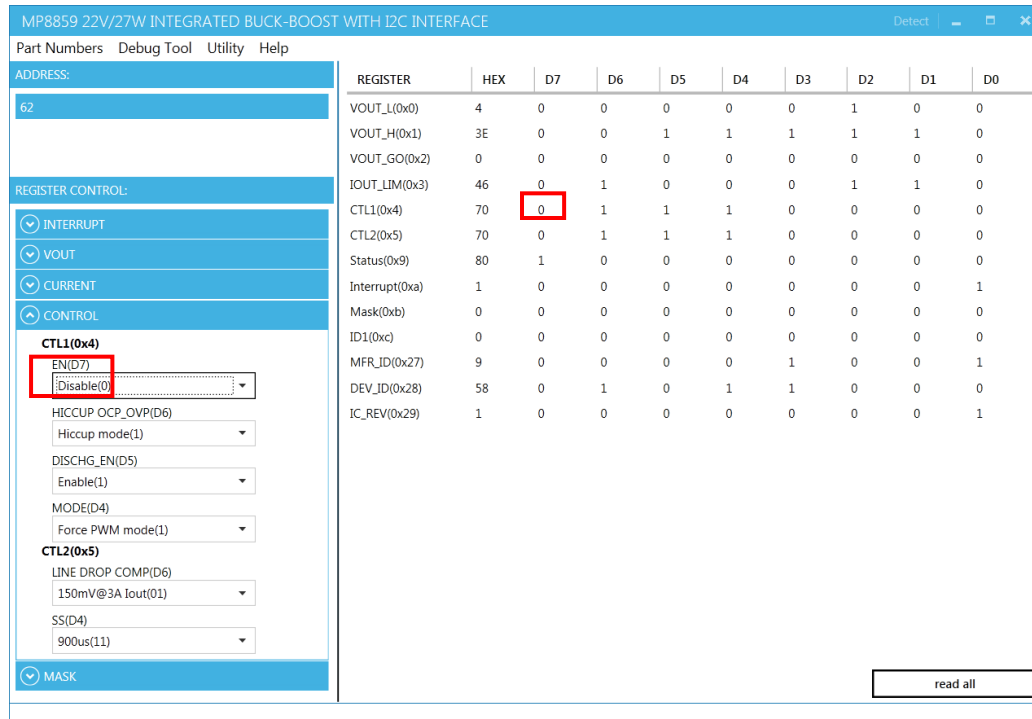 MP8859 22V/27W INTEGRATED BUCK-BOOST WITH I2C INTERFACE Detect
Part Numbers Debug Tool Utility Help
ADDRESS:
62
REGISTER CONTROL:
INTERRUPT
VOUT
CURRENT
CONTROL
CTL1(0x4)
EN(D7)
Disable(0)
HICCUP OCP_OVP(D6)
Hiccup mode(1)
DISCHG_EN(D5)
Enable(1)
MODE(D4)
Force PWM mode(1)
CTL2(0x5)
LINE DROP COMP(D6)
150mV@3A Iout(01)
SS(D4)
900us(11)
MASK
REGISTER HEX D7 D6 D5 D4 D3 D2 D1 D0
VOUT_L(0x0) 4 0 0 0 0 0 1 0 0
VOUT_H(0x1) 3E 0 0 1 1 1 1 1 0
VOUT_GO(0x2) 0 0 0 0 0 0 0 0 0
IOUT_LIM(0x3) 46 0 1 0 0 0 1 1 0
CTL1(0x4) 70 0 1 1 1 0 0 0 0
CTL2(0x5) 70 0 1 1 1 0 0 0 0
Status(0x9) 80 1 0 0 0 0 0 0 0
Interrupt(0xa) 1 0 0 0 0 0 0 0 1
Mask(0xb) 0 0 0 0 0 0 0 0 0
ID1(0xc) 0 0 0 0 0 0 0 0 0
MFR_ID(0x27) 9 0 0 0 0 1 0 0 1
DEV_ID(0x28) 58 0 1 0 1 1 0 0 0
IC_REV(0x29) 1 0 0 0 0 0 0 0 1
read all